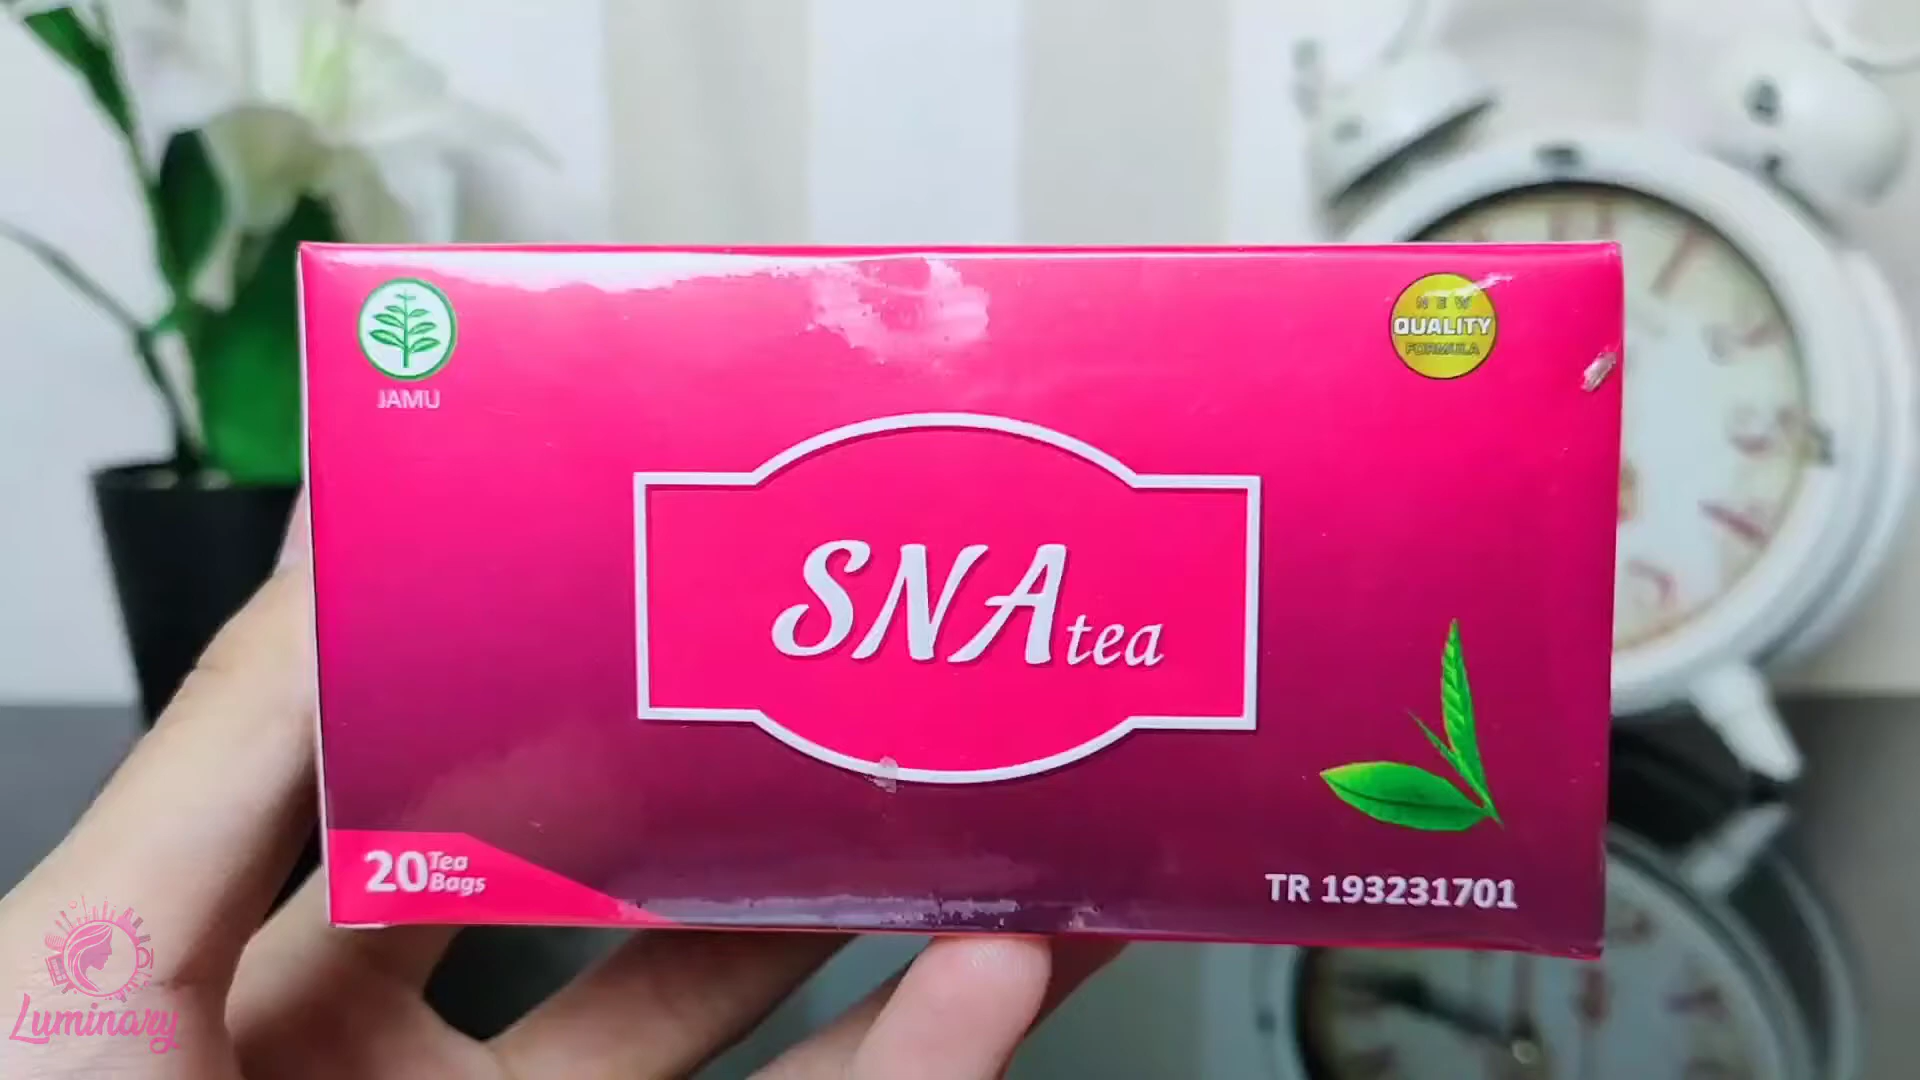 JAMU
NEW
QUALITY
FORMULA
SNA tea
20 Tea Bags
TR 193231701
Luminary